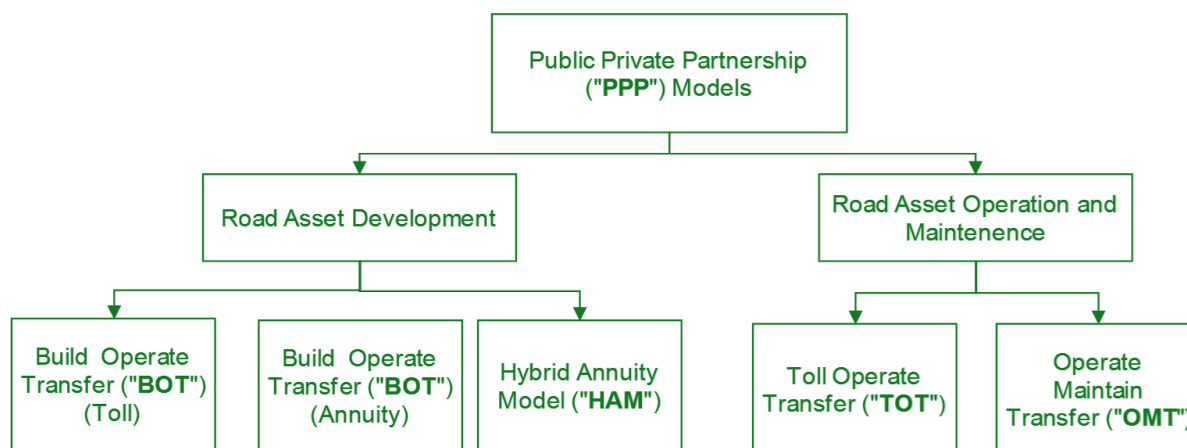 Public Private Partnership
("PPP") Models
Road Asset Development
Road Asset Operation and
Maintenence
Build Operate
Transfer ("BOT")
(Toll)
Build Operate
Transfer ("BOT")
(Annuity)
Hybrid Annuity
Model ("HAM")
Toll Operate
Transfer ("TOT")
Operate
Maintain
Transfer ("OMT")